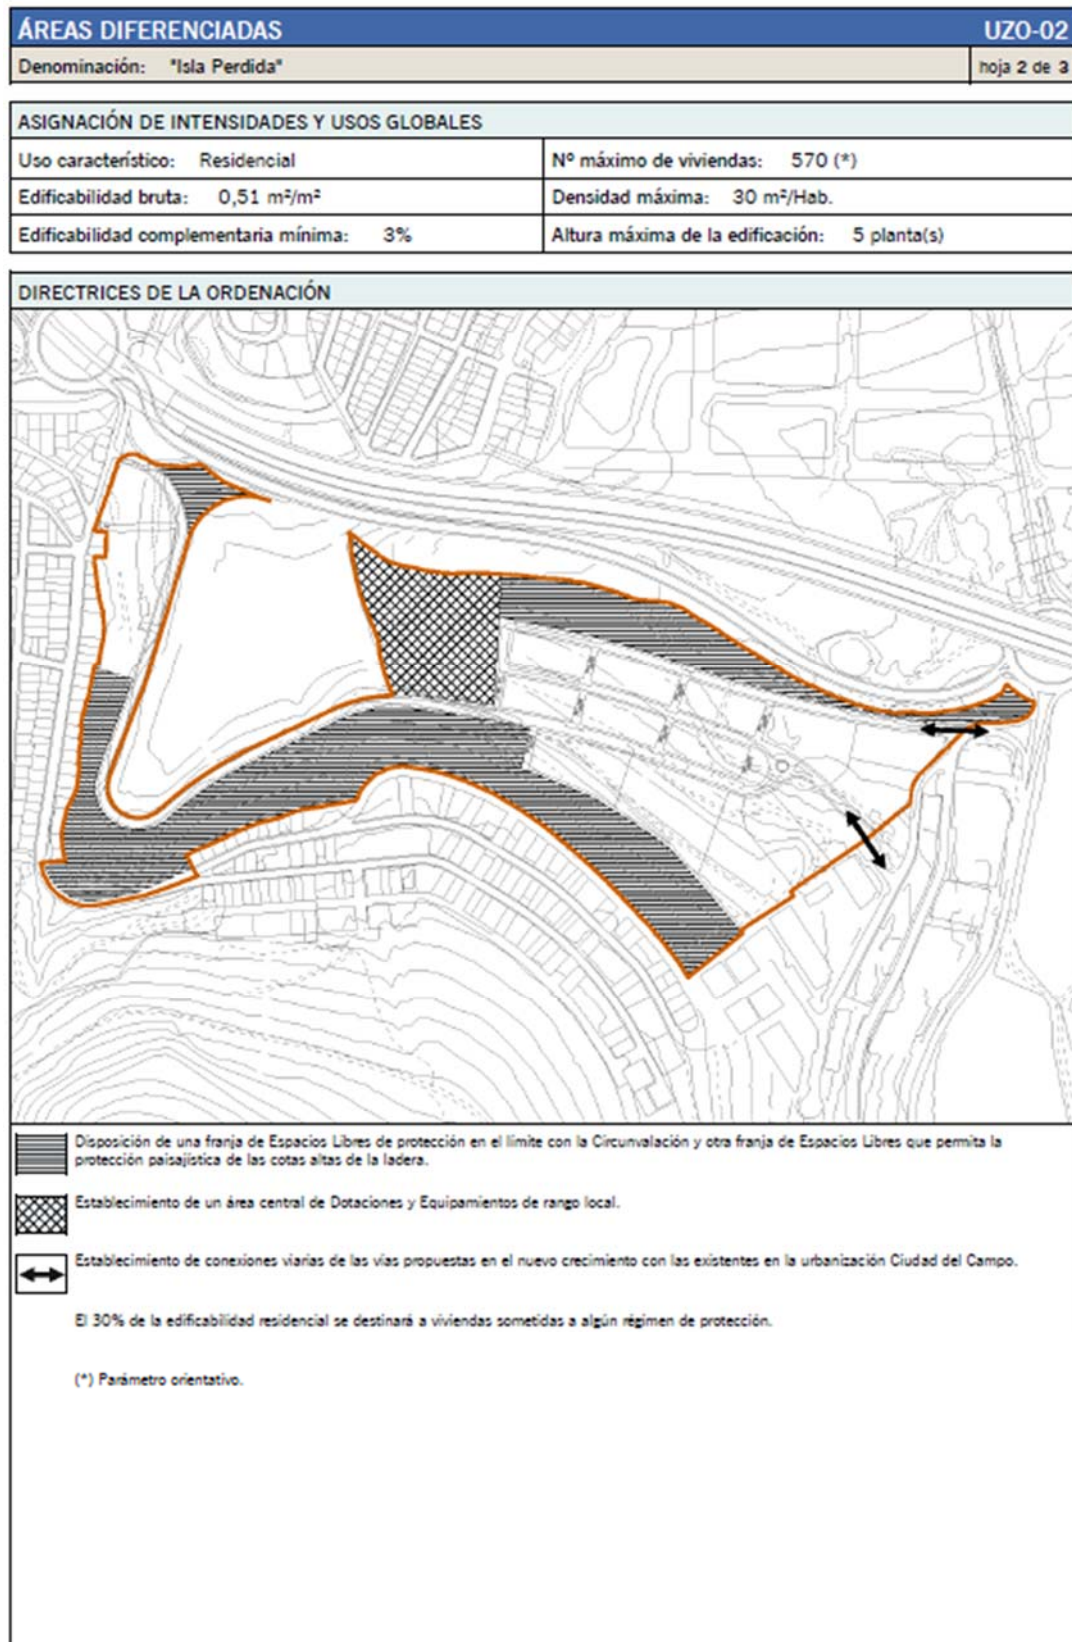 ÁREAS DIFERENCIADAS UZO-02
Denominación: "Isla Perdida" hoja 2 de 3
ASIGNACIÓN DE INTENSIDADES Y USOS GLOBALES
Uso característico: Residencial Nº máximo de viviendas: 570 (*)
Edificabilidad bruta: 0,51 m²/m² Densidad máxima: 30 m²/Hab.
Edificabilidad complementaria mínima: 3% Altura máxima de la edificación: 5 planta(s)
DIRECTRICES DE LA ORDENACIÓN
Disposición de una franja de Espacios Libres de protección en el límite con la Circunvalación y otra franja de Espacios Libres que permita la
protección paisajística de las cotas altas de la ladera.
Establecimiento de un área central de Dotaciones y Equipamientos de rango local.
Establecimiento de conexiones viarias de las vías propuestas en el nuevo crecimiento con las existentes en la urbanización Ciudad del Campo.
El 30% de la edificabilidad residencial se destinará a viviendas sometidas a algún régimen de protección.
(*) Parámetro orientativo.